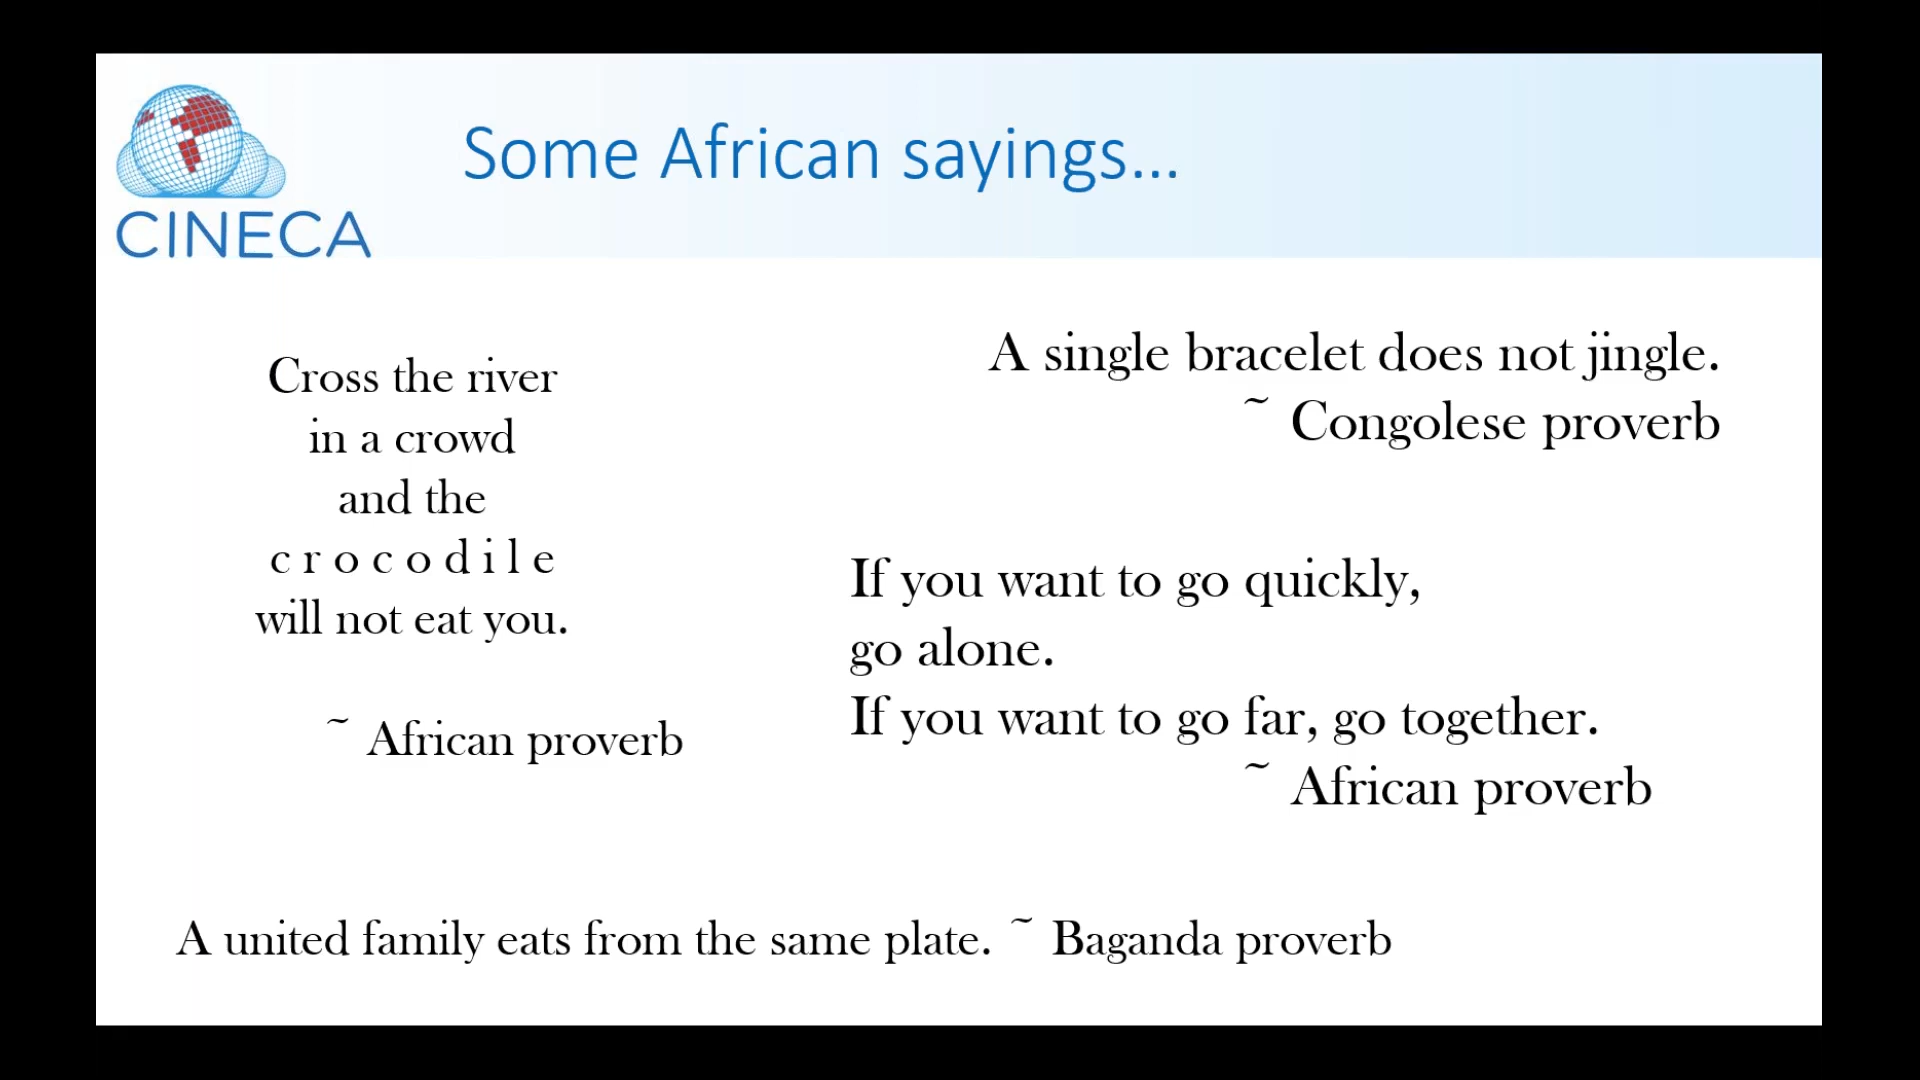 CINECA
Some African sayings...
Cross the river
in a crowd
and the
c r o c o d i l e
will not eat you.
~ African proverb
A single bracelet does not jingle.
~ Congolese proverb
If you want to go quickly,
go alone.
If you want to go far, go together.
~ African proverb
A united family eats from the same plate. ~ Baganda proverb